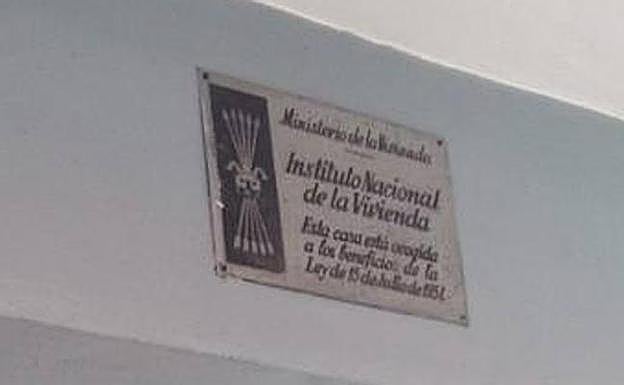 Ministerio de la Vivienda
Instituto Nacional
de la Vivienda
Esta casa está acogida
a los beneficios de la
Ley de 15 de Julio de 1954